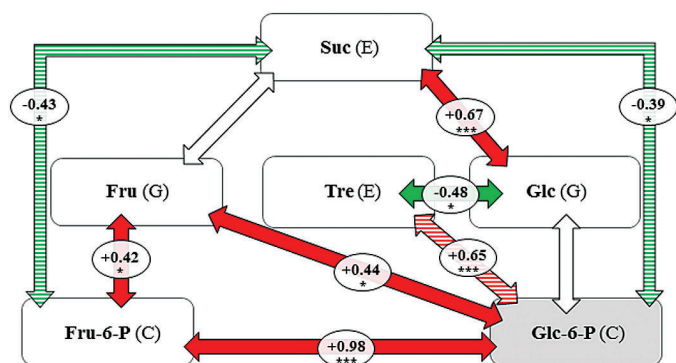 Suc (E)
-0.43
*
+0.67
***
-0.39
*
Fru (G)
Tre (E)
-0.48
*
Glc (G)
+0.42
*
+0.44
*
+0.65
***
Fru-6-P (C)
+0.98
***
Glc-6-P (C)